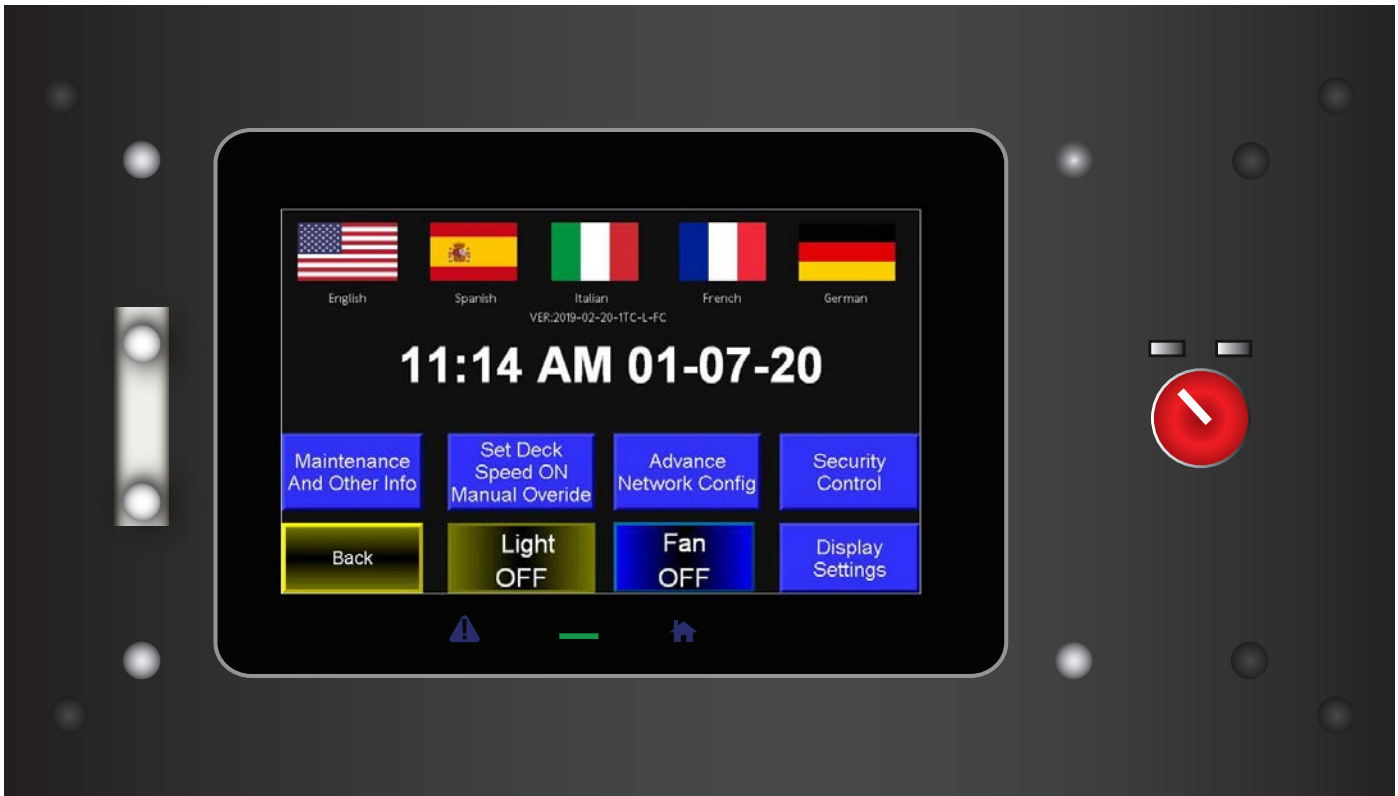 English
Spanish
Italian
French
German
VER:2019-02-20-1TC-L-FC
11:14 AM 01-07-20
Maintenance
And Other Info
Set Deck
Speed ON
Manual Overide
Advance
Network Config
Security
Control
Back
Light
OFF
Fan
OFF
Display
Settings